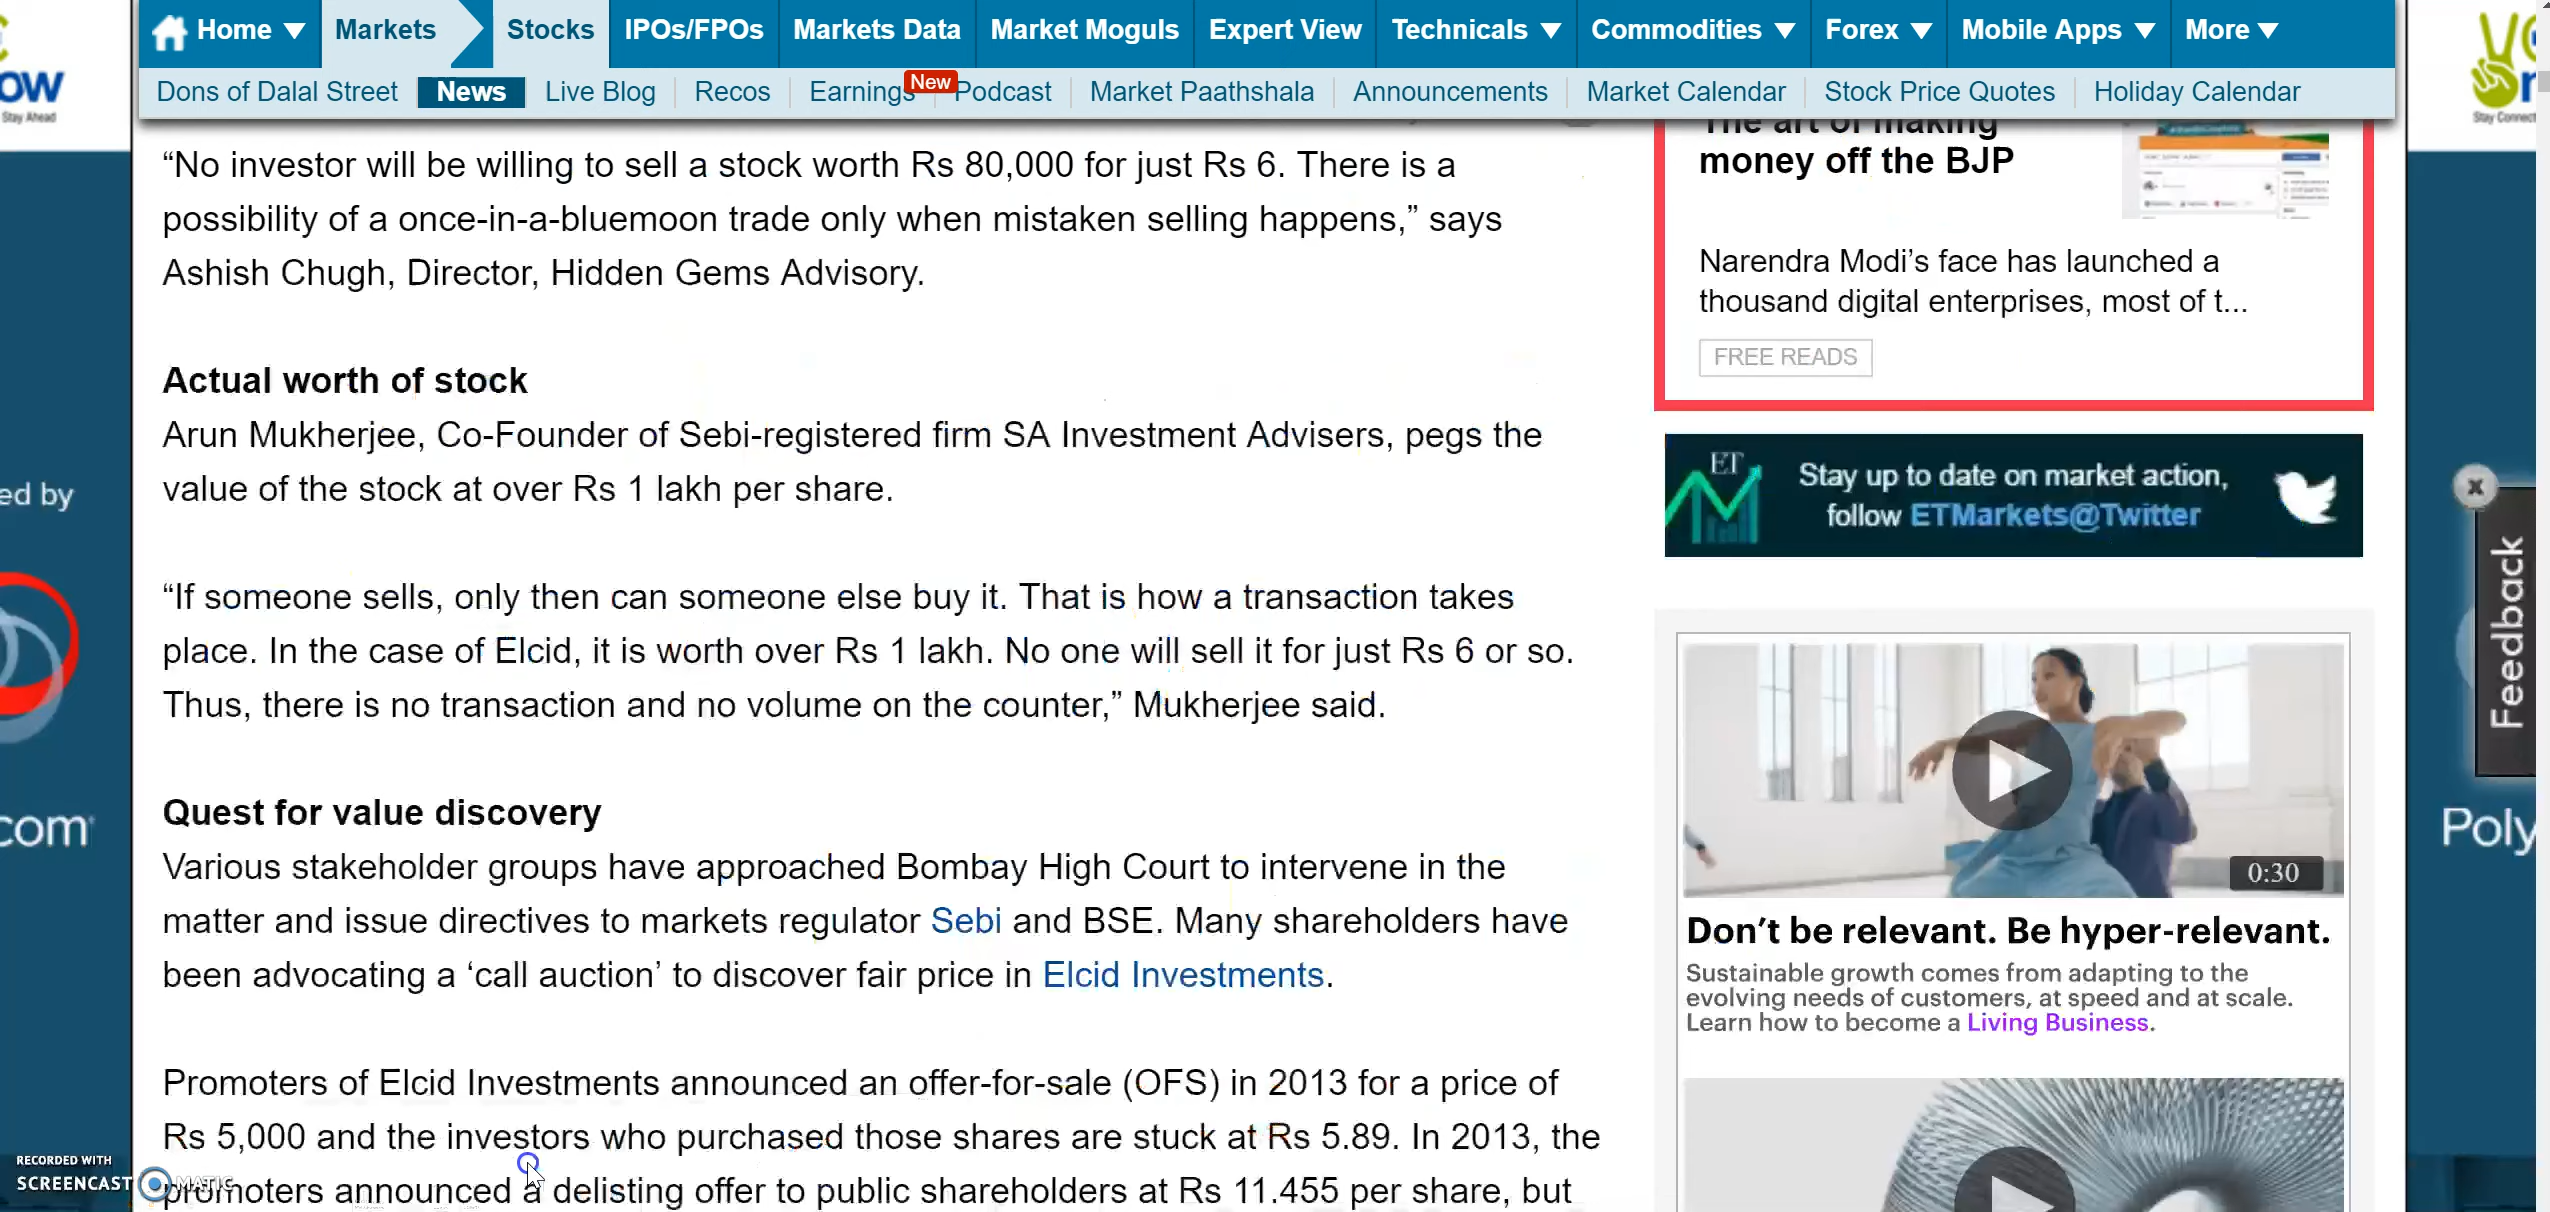 Home ▼ Markets Stocks IPOs/FPOs Markets Data Market Moguls Expert View Technicals ▼ Commodities ▼ Forex ▼ Mobile Apps ▼ More ▼
Dons of Dalal Street News Live Blog Recos Earnings New Podcast Market Paathshala Announcements Market Calendar Stock Price Quotes Holiday Calendar
“No investor will be willing to sell a stock worth Rs 80,000 for just Rs 6. There is a
possibility of a once-in-a-bluemoon trade only when mistaken selling happens,” says
Ashish Chugh, Director, Hidden Gems Advisory.
Actual worth of stock
Arun Mukherjee, Co-Founder of Sebi-registered firm SA Investment Advisers, pegs the
value of the stock at over Rs 1 lakh per share.
“If someone sells, only then can someone else buy it. That is how a transaction takes
place. In the case of Elcid, it is worth over Rs 1 lakh. No one will sell it for just Rs 6 or so.
Thus, there is no transaction and no volume on the counter,” Mukherjee said.
Quest for value discovery
Various stakeholder groups have approached Bombay High Court to intervene in the
matter and issue directives to markets regulator Sebi and BSE. Many shareholders have
been advocating a ‘call auction’ to discover fair price in Elcid Investments.
Promoters of Elcid Investments announced an offer-for-sale (OFS) in 2013 for a price of
Rs 5,000 and the investors who purchased those shares are stuck at Rs 5.89. In 2013, the
promoters announced a delisting offer to public shareholders at Rs 11.455 per share, but
The art of making
money off the BJP
Narendra Modi’s face has launched a
thousand digital enterprises, most of t...
FREE READS
ET
Stay up to date on market action,
follow ETMarkets@Twitter
0:30
Don’t be relevant. Be hyper-relevant.
Sustainable growth comes from adapting to the
evolving needs of customers, at speed and at scale.
Learn how to become a Living Business.
ow
Stay Ahead
ed by
com
Stay Connect
x
Feedback
Poly
RECORDED WITH
SCREENCAST MATIC